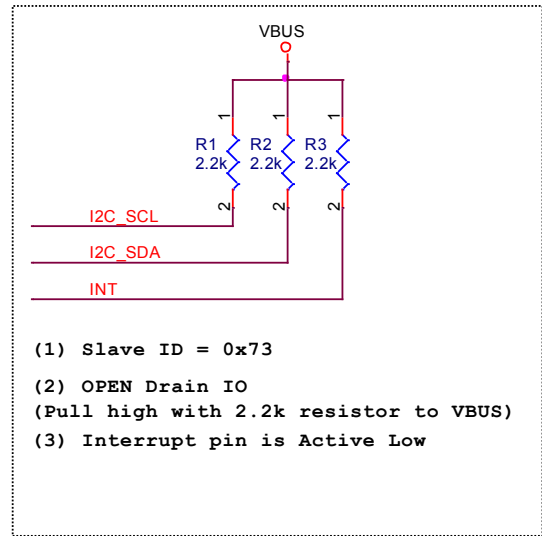 VBUS
1 1 1
R1 R2 R3
2.2k 2.2k 2.2k
2 2 2
I2C_SCL
I2C_SDA
INT
(1) Slave ID = 0x73
(2) OPEN Drain IO
(Pull high with 2.2k resistor to VBUS)
(3) Interrupt pin is Active Low